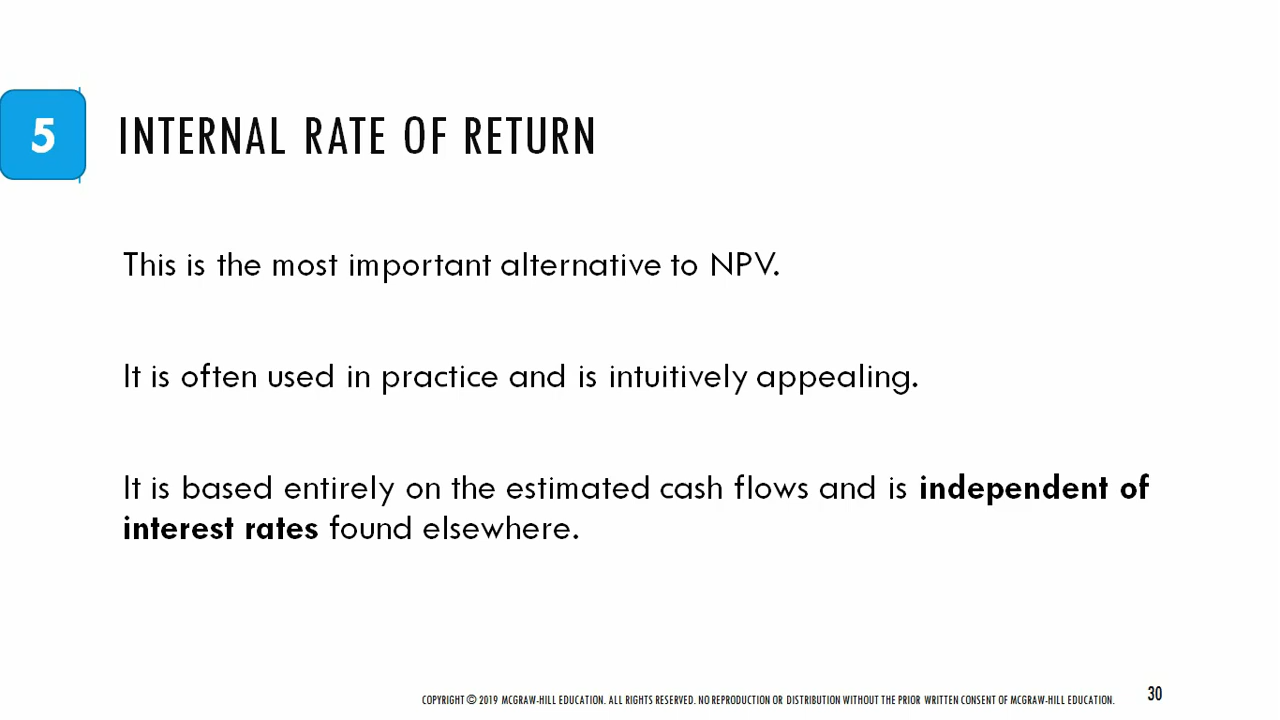 5
INTERNAL RATE OF RETURN
This is the most important alternative to NPV.
It is often used in practice and is intuitively appealing.
It is based entirely on the estimated cash flows and is independent of
interest rates found elsewhere.
COPYRIGHT © 2019 MCGRAW-HILL EDUCATION. ALL RIGHTS RESERVED. NO REPRODUCTION OR DISTRIBUTION WITHOUT THE PRIOR WRITTEN CONSENT OF MCGRAW-HILL EDUCATION.
30